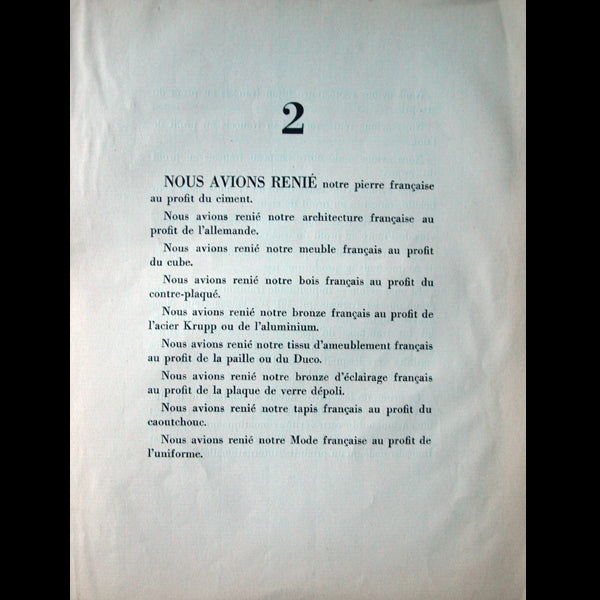 2
NOUS AVIONS RENIÉ notre pierre française
au profit du ciment.
Nous avions renié notre architecture française au
profit de l'allemande.
Nous avions renié notre meuble français au profit
du cube.
Nous avions renié notre bois français au profit du
contre-plaqué.
Nous avions renié notre bronze français au profit de
l'acier Krupp ou de l'aluminium.
Nous avions renié notre tissu d'ameublement français
au profit de la paille ou du Duco.
Nous avions renié notre bronze d'éclairage français
au profit de la plaque de verre dépoli.
Nous avions renié notre tapis français au profit du
caoutchouc.
Nous avions renié notre Mode française au profit de
l'uniforme.